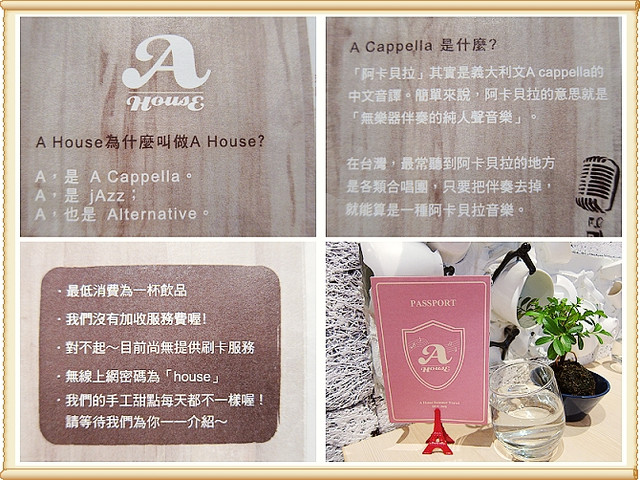 A
House
A House為什麼叫做A House?
A，是 A Cappella。
A，是 jAzz；
A，也是 Alternative。
A Cappella 是什麼?
「阿卡貝拉」其實是義大利文A cappella的
中文音譯。簡單來說，阿卡貝拉的意思就是
「無樂器伴奏的純人聲音樂」。
在台灣，最常聽到阿卡貝拉的地方
是各類合唱團，只要把伴奏去掉，
就能算是一種阿卡貝拉音樂。
·最低消費為一杯飲品
·我們沒有加收服務費喔!
·對不起～目前尚無提供刷卡服務
·無線上網密碼為「house」
·我們的手工甜點每天都不一樣喔！
請等待我們為你一一介紹～
PASSPORT
A
House